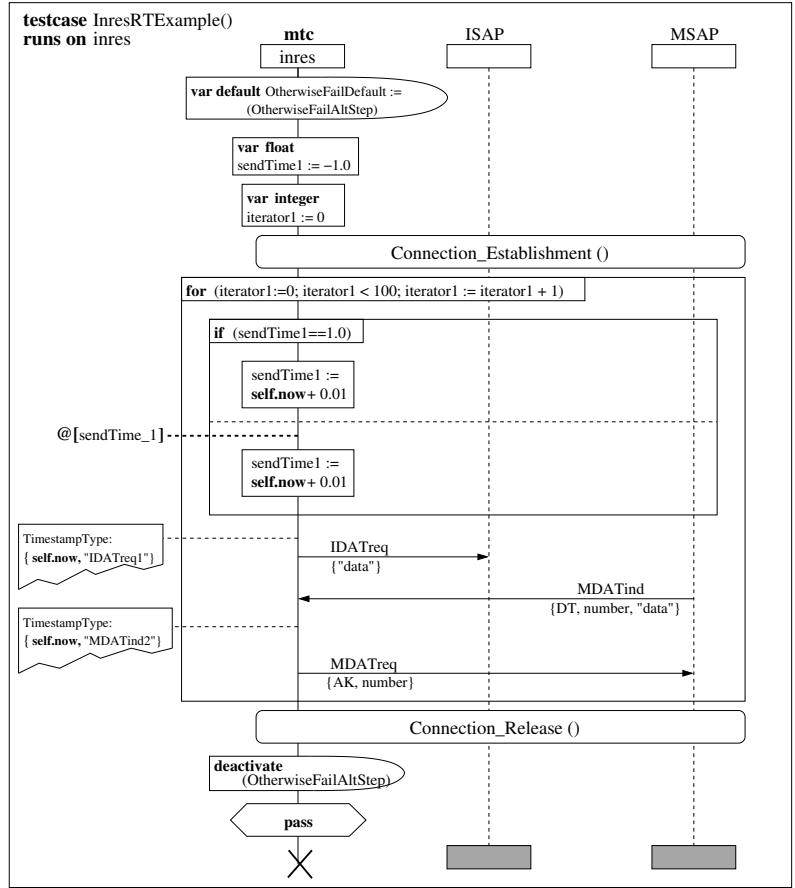 testcase InresRTExample()
runs on inres
mtc
inres
ISAP
MSAP
var default OtherwiseFailDefault :=
(OtherwiseFailAltStep)
var float
sendTime1 := −1.0
var integer
iterator1 := 0
Connection_Establishment ()
for (iterator1:=0; iterator1 < 100; iterator1 := iterator1 + 1)
if (sendTime1==1.0)
sendTime1 :=
self.now+ 0.01
@[sendTime_1]
sendTime1 :=
self.now+ 0.01
TimestampType:
{ self.now, "IDATreq1"}
IDATreq
{"data"}
MDATind
{DT, number, "data"}
TimestampType:
{ self.now, "MDATind2"}
MDATreq
{AK, number}
Connection_Release ()
deactivate
(OtherwiseFailAltStep)
pass